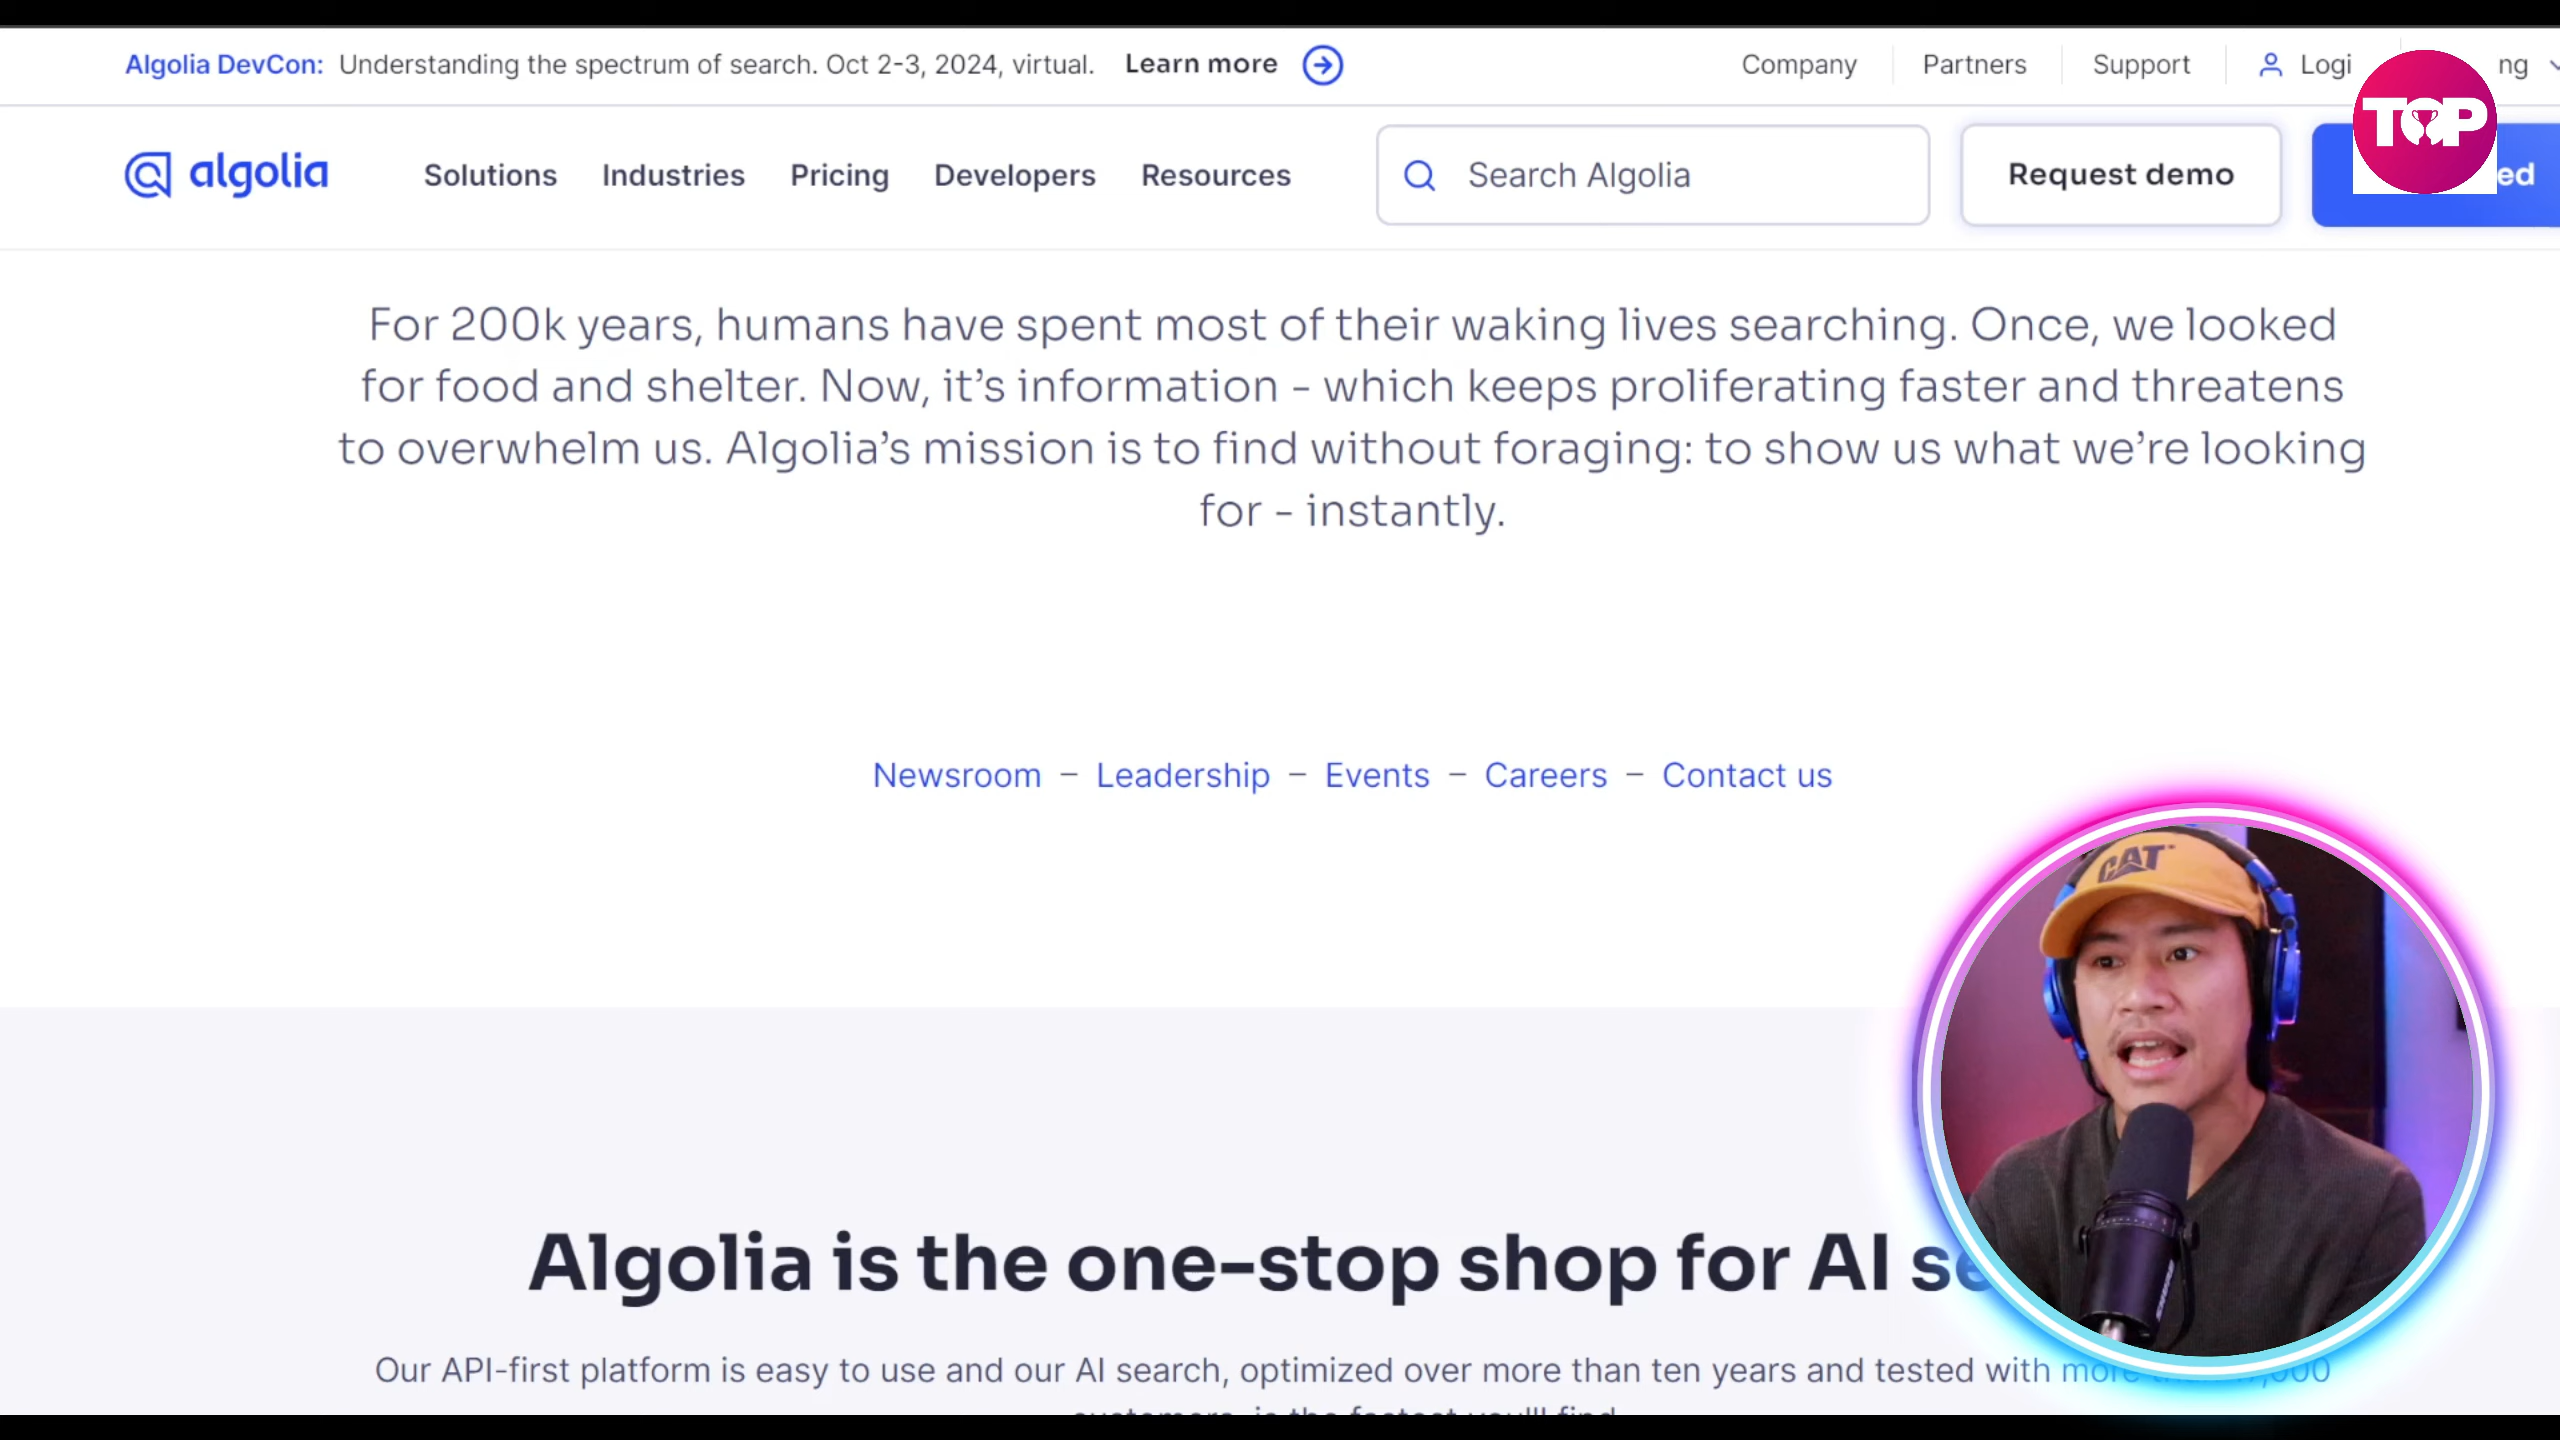 Algolia DevCon: Understanding the spectrum of search. Oct 2-3, 2024, virtual. Learn more
Company Partners Support
TOP
algolia Solutions Industries Pricing Developers Resources Search Algolia Request demo
For 200k years, humans have spent most of their waking lives searching. Once, we looked
for food and shelter. Now, it’s information - which keeps proliferating faster and threatens
to overwhelm us. Algolia’s mission is to find without foraging: to show us what we’re looking
for - instantly.
Newsroom – Leadership – Events – Careers – Contact us
CAT
Algolia is the one-stop shop for AI
Our API-first platform is easy to use and our AI search, optimized over more than ten years and tested with more